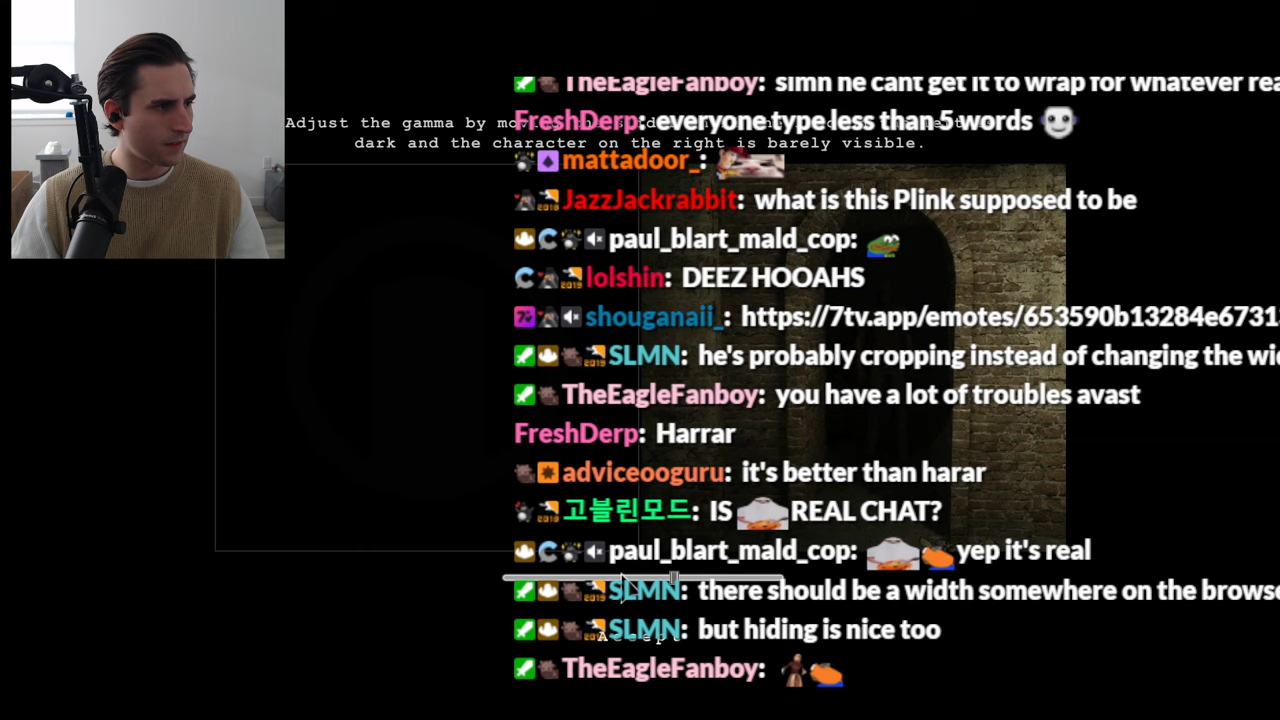 TheEagleFanboy: slmn he cant get it to wrap for whatever rea
Adjust the gamma by mov
FreshDerp: everyone type less than 5 words
dark and the character on the right is barely visible.
mattadoor_:
JazzJackrabbit: what is this Plink supposed to be
paul_blart_mald_cop:
lolshin: DEEZ HOOAHS
shouganaii_: https://7tv.app/emotes/653590b13284e6731
SLMN: he's probably cropping instead of changing the wi
TheEagleFanboy: you have a lot of troubles avast
FreshDerp: Harrar
adviceooguru: it's better than harar
고블린모드: IS REAL CHAT?
paul_blart_mald_cop: yep it's real
SLMN: there should be a width somewhere on the browse
SLMN: but hiding is nice too
Accept
TheEagleFanboy: